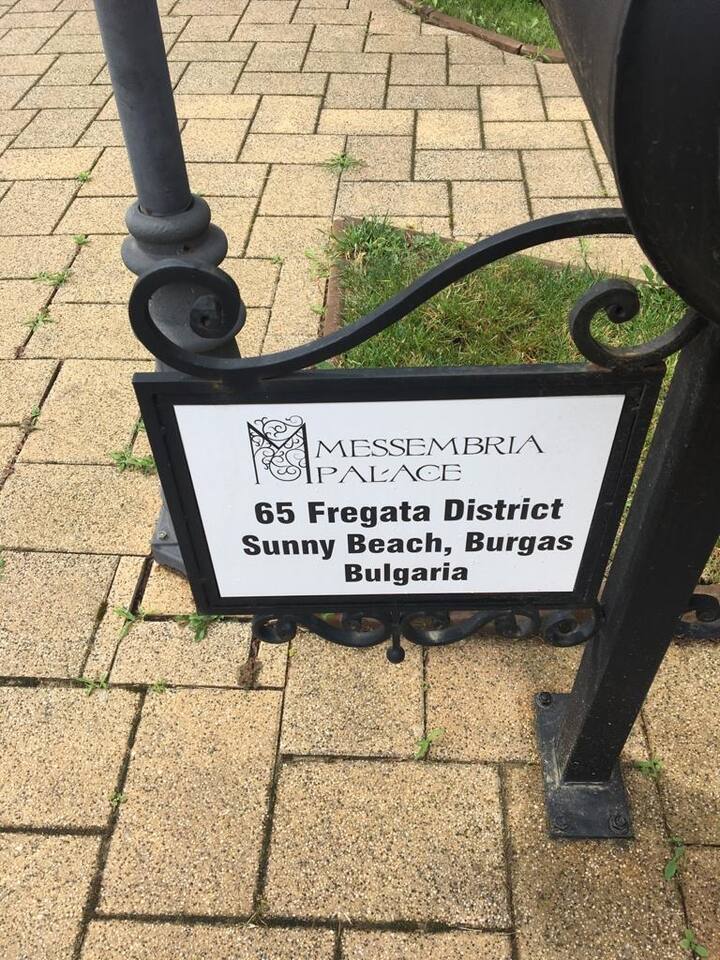 MESSEMBRIA
PALACE
65 Fregata District
Sunny Beach, Burgas
Bulgaria